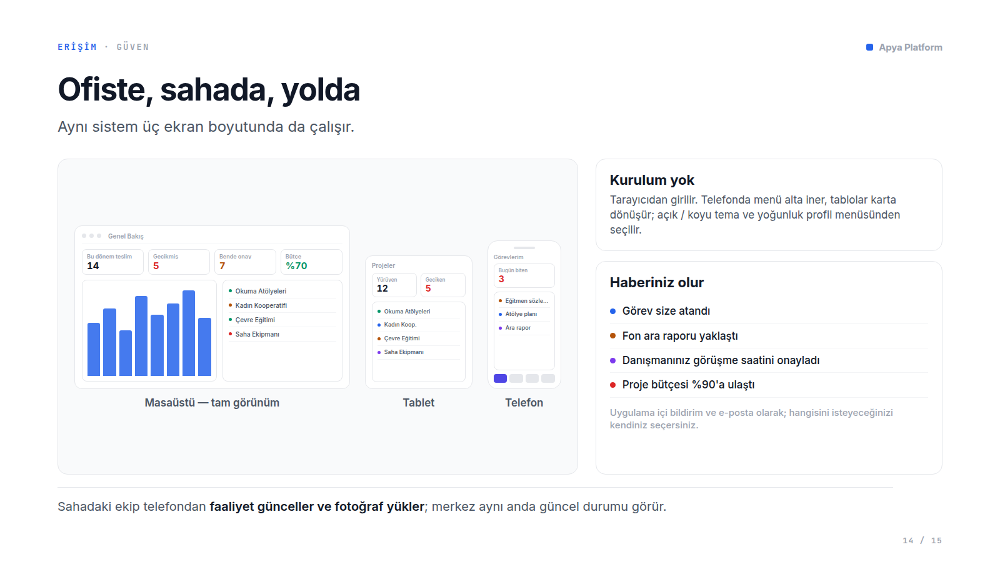 ERİŞİM · GÜVEN
Apya Platform
Ofiste, sahada, yolda
Aynı sistem üç ekran boyutunda da çalışır.
Genel Bakış
Bu dönem teslim
14
Gecikmiş
5
Bende onay
7
Bütçe
%70
Okuma Atölyeleri
Kadın Kooperatifi
Çevre Eğitimi
Saha Ekipmanı
Masaüstü — tam görünüm
Projeler
Yürüyen
12
Geciken
5
Okuma Atölyeleri
Kadın Koop.
Çevre Eğitimi
Saha Ekipmanı
Tablet
Görevlerim
Bugün biten
3
Eğitmen sözle...
Atölye planı
Ara rapor
Telefon
Kurulum yok
Tarayıcıdan girilir. Telefonda menü alta iner, tablolar karta
dönüşür; açık / koyu tema ve yoğunluk profil menüsünden
seçilir.
Haberiniz olur
Görev size atandı
Fon ara raporu yaklaştı
Danışmanınız görüşme saatini onayladı
Proje bütçesi %90'a ulaştı
Uygulama içi bildirim ve e-posta olarak; hangisini isteyeceğinizi
kendiniz seçersiniz.
Sahadaki ekip telefondan faaliyet günceller ve fotoğraf yükler; merkez aynı anda güncel durumu görür.
14 / 15